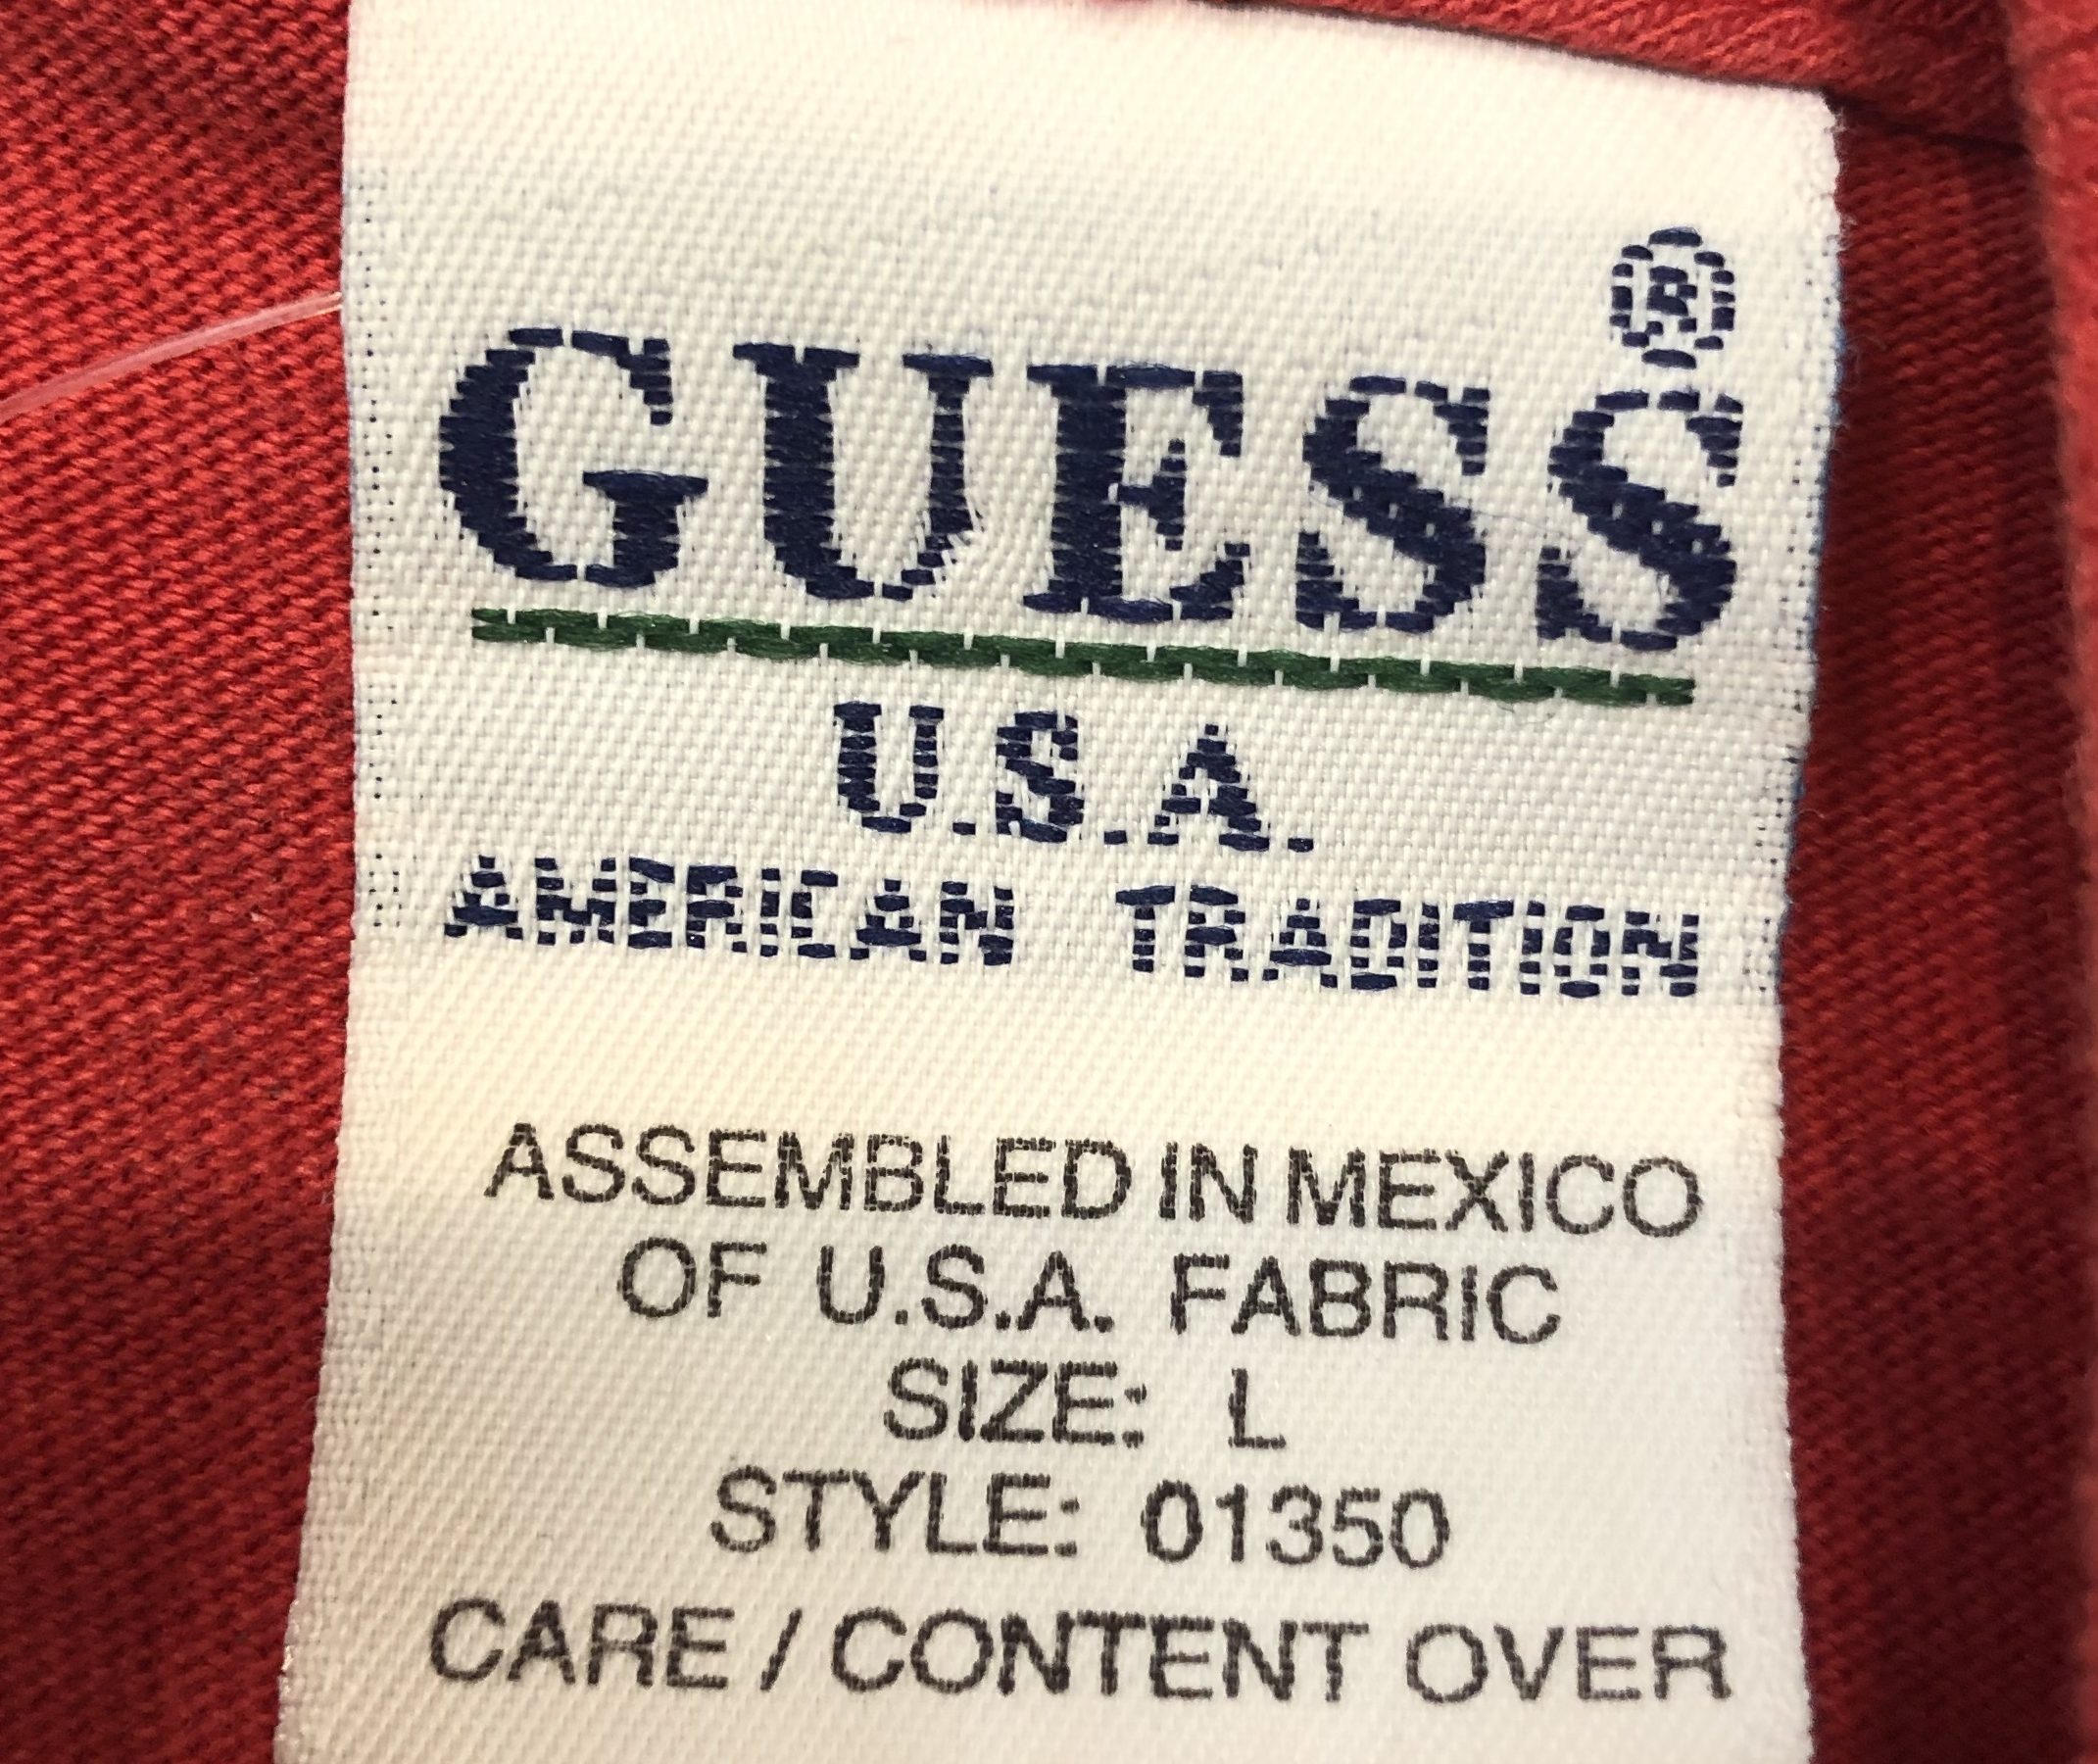 GUESS®
U.S.A.
AMERICAN TRADITION
ASSEMBLED IN MEXICO
OF U.S.A. FABRIC
SIZE: L
STYLE: 01350
CARE / CONTENT OVER